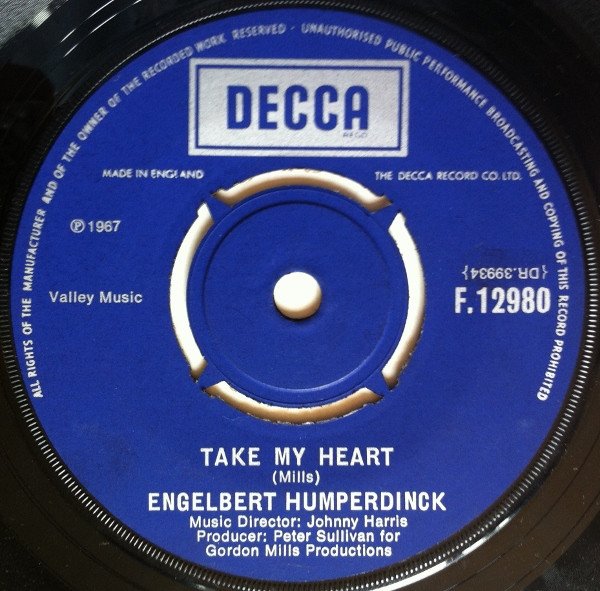 ALL RIGHTS OF THE MANUFACTURER AND OF THE OWNER OF THE RECORDED WORK RESERVED - UNAUTHORISED PUBLIC PERFORMANCE BROADCASTING AND COPYING OF THIS RECORD PROHIBITED
DECCA
REGD
MADE IN ENGLAND
THE DECCA RECORD CO. LTD.
℗ 1967
{DR.39934}
Valley Music
F.12980
TAKE MY HEART
(Mills)
ENGELBERT HUMPERDINCK
Music Director: Johnny Harris
Producer: Peter Sullivan for
Gordon Mills Productions